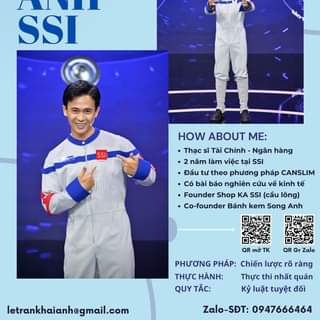 ANH
SSI
HOW ABOUT ME:
• Thạc sĩ Tài Chính - Ngân hàng
• 2 năm làm việc tại SSI
• Đầu tư theo phương pháp CANSLIM
• Có bài báo nghiên cứu về kinh tế
• Founder Shop KA SSI (cầu lông)
• Co-founder Bánh kem Song Anh
QR mở TK
QR Gr Zalo
PHƯƠNG PHÁP: Chiến lược rõ ràng
THỰC HÀNH: Thực thi nhất quán
QUY TẮC: Kỷ luật tuyệt đối
letrankhaianh@gmail.com
Zalo-SĐT: 0947666464